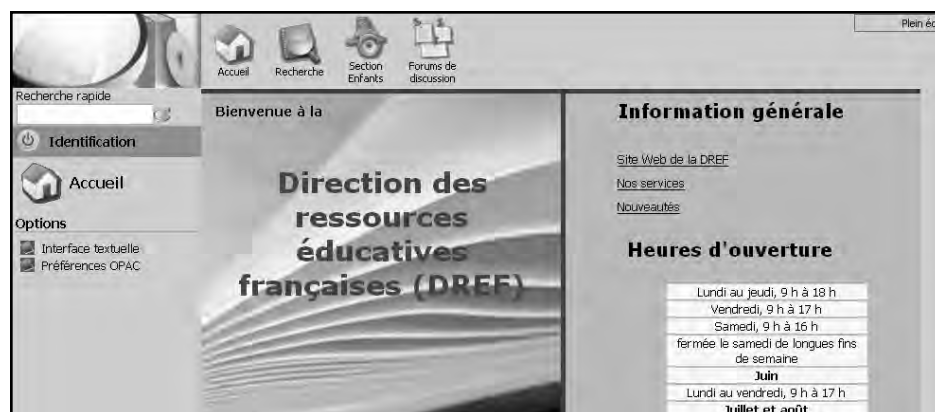 Accueil
Recherche
Section
Enfants
Forums de
discussion
Plein
Recherche rapide
Identification
Accueil
Options
Interface textuelle
Préférences OPAC
Bienvenue à la
Direction des
ressources
éducatives
françaises (DREF)
Information générale
Site Web de la DREF
Nos services
Nouveautés
Heures d'ouverture
Lundi au jeudi, 9 h à 18 h
Vendredi, 9 h à 17 h
Samedi, 9 h à 16 h
fermée le samedi de longues fins
de semaine
Juin
Lundi au vendredi, 9 h à 17 h
Juillet et août